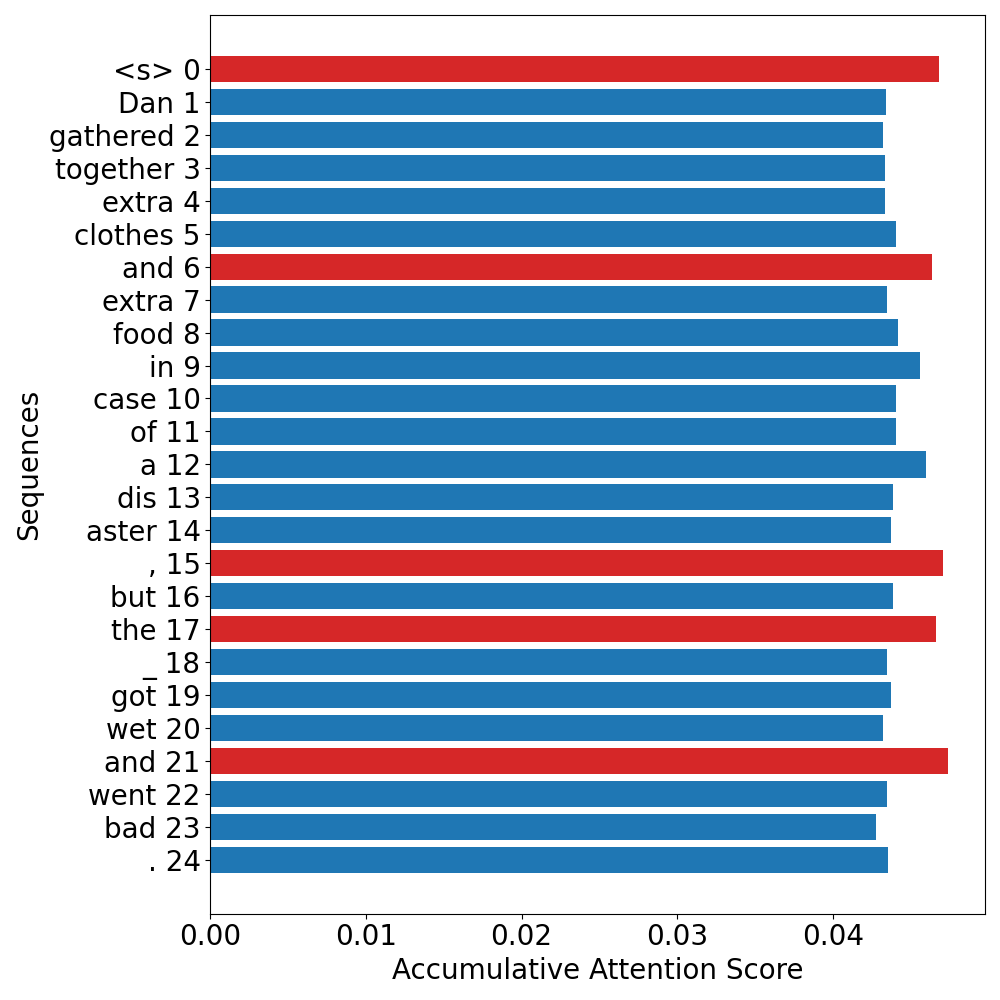 <s> 0
Dan 1
gathered 2
together 3
extra 4
clothes 5
and 6
extra 7
food 8
in 9
case 10
of 11
a 12
dis 13
aster 14
, 15
but 16
the 17
_ 18
got 19
wet 20
and 21
went 22
bad 23
. 24
Sequences
0.00 0.01 0.02 0.03 0.04
Accumulative Attention Score